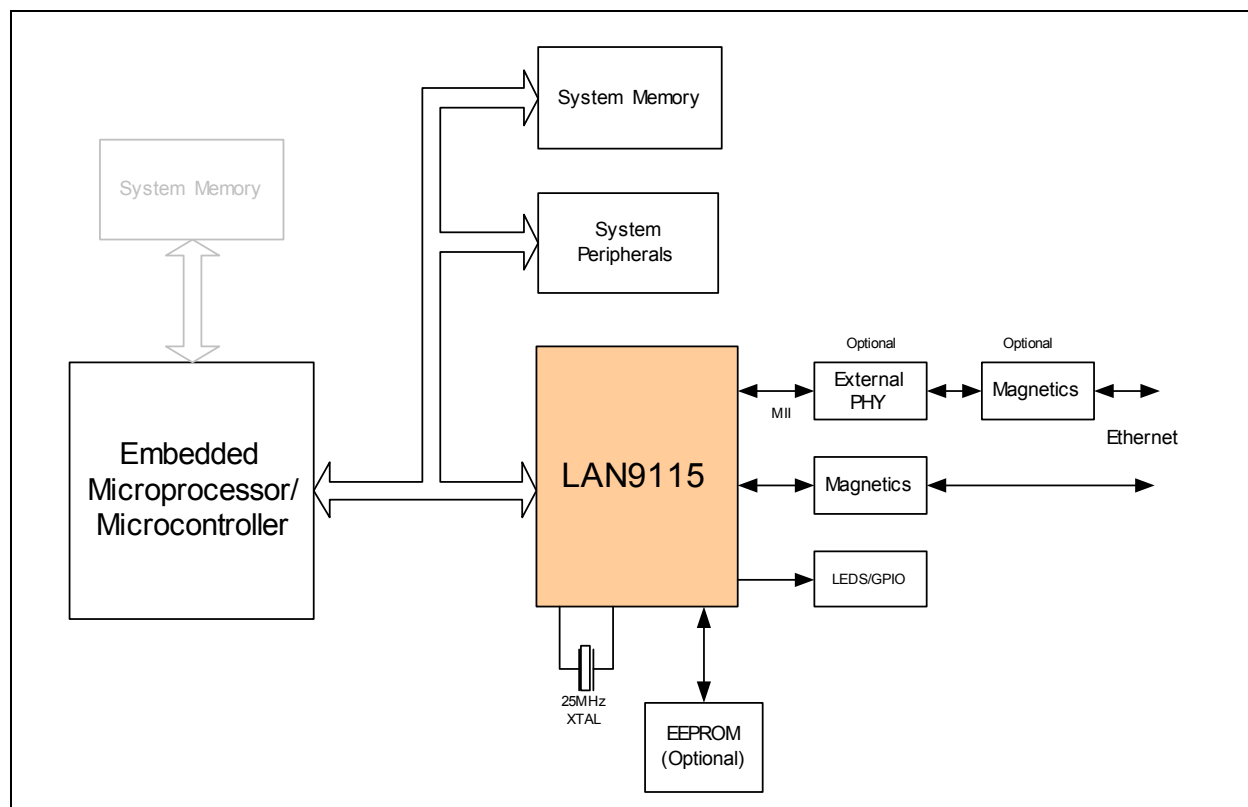 System Memory
System Memory
System
Peripherals
Embedded
Microprocessor/
Microcontroller
LAN9115
Optional
External
PHY
MII
Optional
Magnetics
Ethernet
Magnetics
LEDS/GPIO
25MHz
XTAL
EEPROM
(Optional)